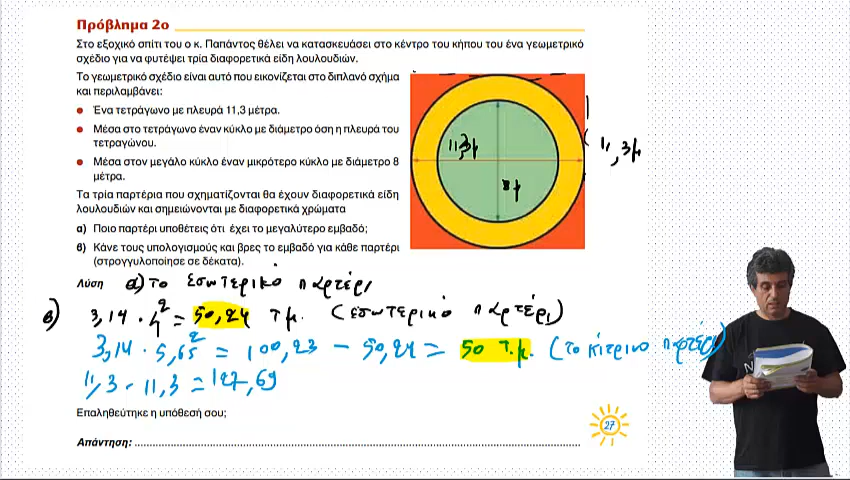 Πρόβλημα 2ο
Στο εξοχικό σπίτι του ο κ. Παπάντος θέλει να κατασκευάσει στο κέντρο του κήπου του ένα γεωμετρικό
σχέδιο για να φυτέψει τρία διαφορετικά είδη λουλουδιών.
Το γεωμετρικό σχέδιο είναι αυτό που εικονίζεται στο διπλανό σχήμα
και περιλαμβάνει:
• Ένα τετράγωνο με πλευρά 11,3 μέτρα.
• Μέσα στο τετράγωνο έναν κύκλο με διάμετρο όση η πλευρά του
τετραγώνου.
• Μέσα στον μεγάλο κύκλο έναν μικρότερο κύκλο με διάμετρο 8
μέτρα.
Τα τρία παρτέρια που σχηματίζονται θα έχουν διαφορετικά είδη
λουλουδιών και σημειώνονται με διαφορετικά χρώματα
α) Ποιο παρτέρι υποθέτεις ότι έχει το μεγαλύτερο εμβαδό;
β) Κάνε τους υπολογισμούς και βρες το εμβαδό για κάθε παρτέρι
(στρογγυλοποίησε σε δέκατα).
11,3μ
8μ
11,3μ
Λύση α) το εσωτερικό παρτέρι
β) 3,14 · 4² = 50,24 τ.μ. (εσωτερικό παρτέρι)
3,14 · 5,65² = 100,23 - 50,24 = 50 τ.μ. (το κίτρινο παρτέρι)
11,3 · 11,3 = 127,69
Επαληθεύτηκε η υπόθεσή σου;
27
Απάντηση: